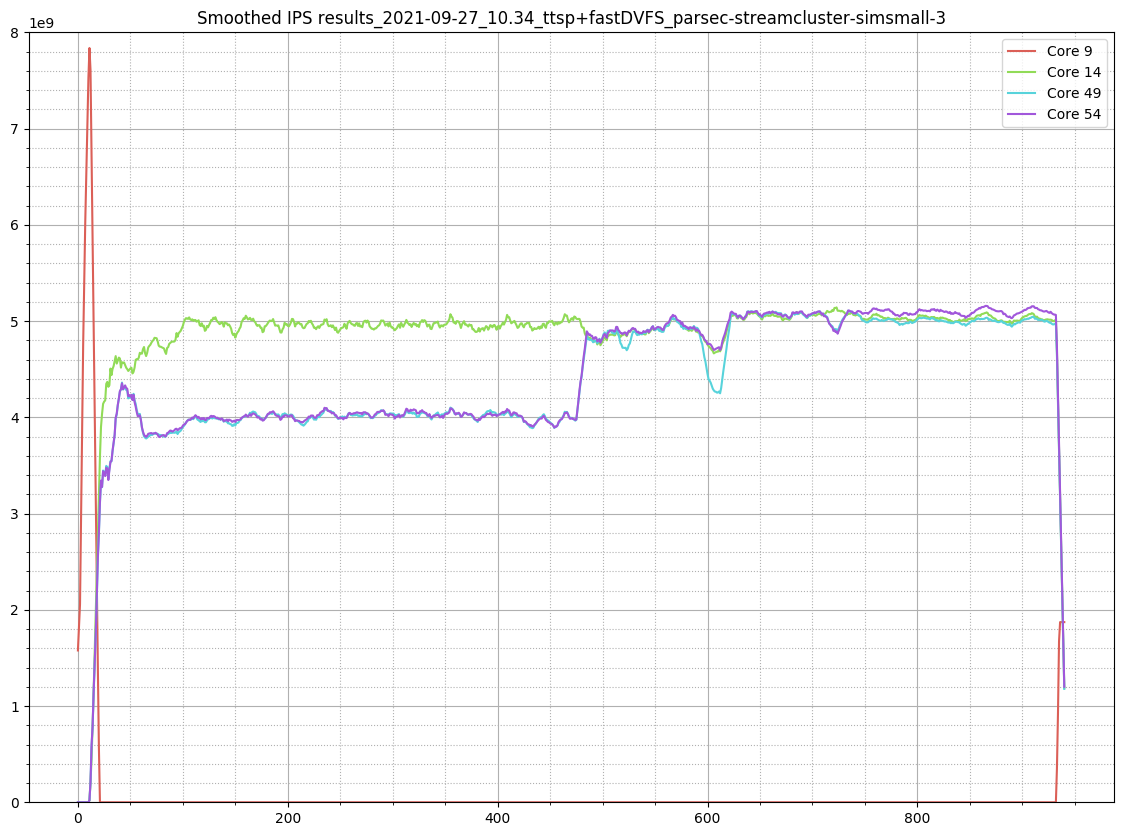 Smoothed IPS results_2021-09-27_10.34_ttsp+fastDVFS_parsec-streamcluster-simsmall-3
1e9
8
7
6
5
4
3
2
1
0
0 200 400 600 800
Core 9
Core 14
Core 49
Core 54